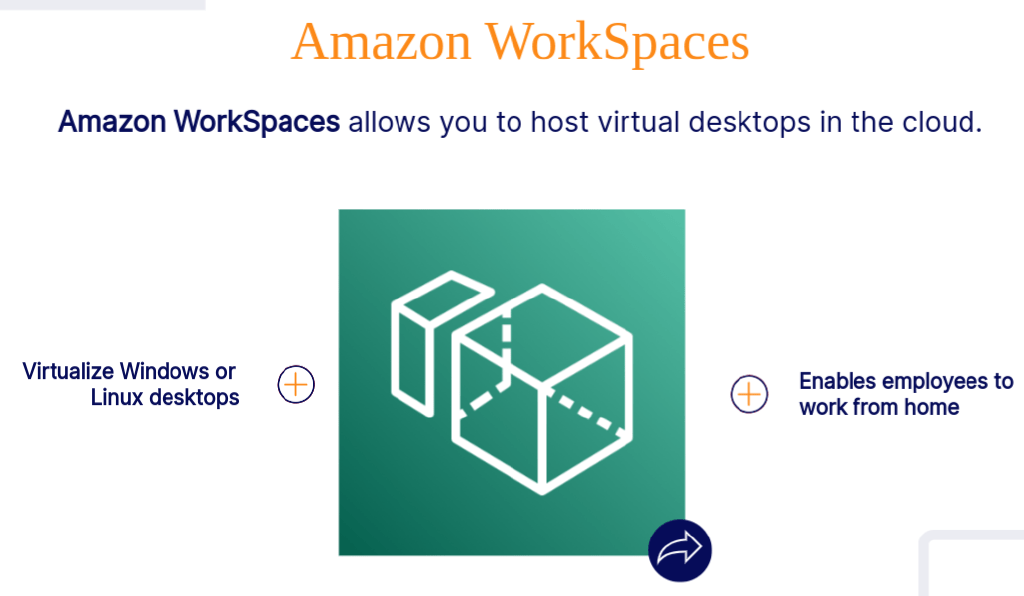 Amazon WorkSpaces
Amazon WorkSpaces allows you to host virtual desktops in the cloud.
Virtualize Windows or
Linux desktops
Enables employees to
work from home